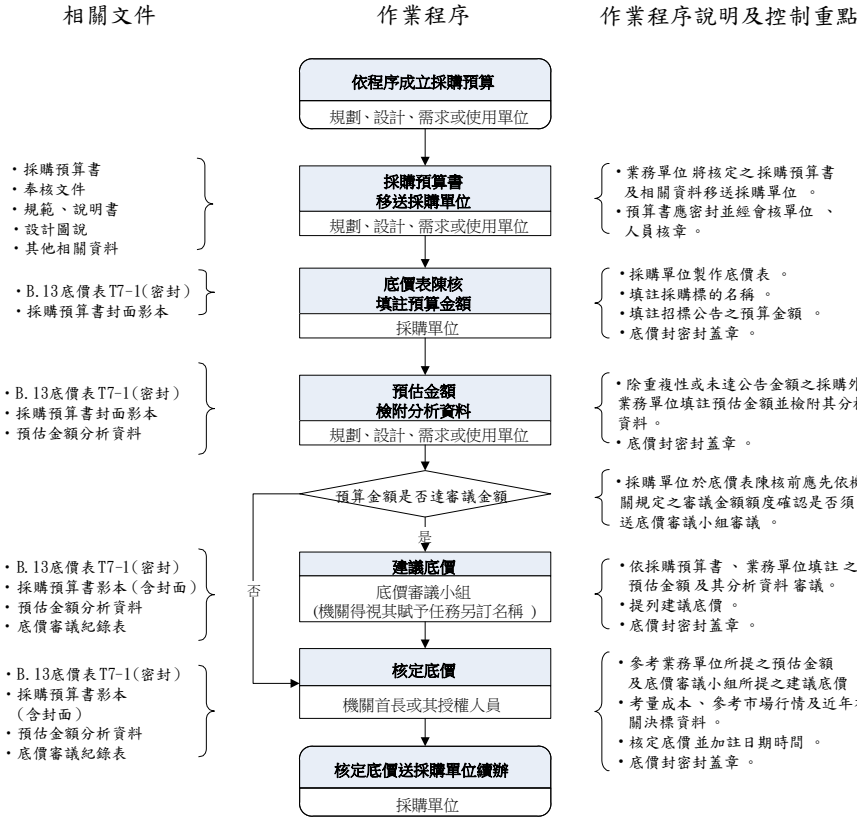 相關文件
作業程序
作業程序說明及控制重點
依程序成立採購預算
規劃、設計、需求或使用單位
・採購預算書
・奉核文件
・規範、說明書
・設計圖說
・其他相關資料
採購預算書
移送採購單位
規劃、設計、需求或使用單位
・業務單位 將核定之 採購預算書
及相關資料移送採購單位 。
・預算書應密封並經會核單位 、
人員核章。
・B.13底價表 T7-1(密封)
・採購預算書封面影本
底價表陳核
填註預算金額
採購單位
・採購單位製作底價表 。
・填註採購標的名稱 。
・填註招標公告之預算金額 。
・底價封密封蓋章 。
・B.13底價表 T7-1(密封)
・採購預算書封面影本
・預估金額分析資料
預估金額
檢附分析資料
規劃、設計、需求或使用單位
・除重複性或未達公告金額之採購外
業務單位填註預估金額並檢附其分析
資料。
・底價封密封蓋章 。
預算金額是否達審議金額
・採購單位於底價表陳核前應先依機
關規定之審議金額額度確認是否須
送底價審議小組審議 。
是
否
・B.13底價表 T7-1(密封)
・採購預算書影本(含封面)
・預估金額分析資料
・底價審議紀錄表
建議底價
底價審議小組
(機關得視其賦予任務另訂名稱 )
・依採購預算書 、業務單位填註 之
預估金額 及其分析資料 審議。
・提列建議底價 。
・底價封密封蓋章 。
・B.13底價表 T7-1(密封)
・採購預算書影本
(含封面)
・預估金額分析資料
・底價審議紀錄表
核定底價
機關首長或其授權人員
・參考業務單位所提之預估金額
及底價審議小組所提之建議底價
・考量成本 、參考市場行情及近年
關決標資料。
・核定底價 並加註日期時間 。
・底價封密封蓋章 。
核定底價送採購單位續辦
採購單位